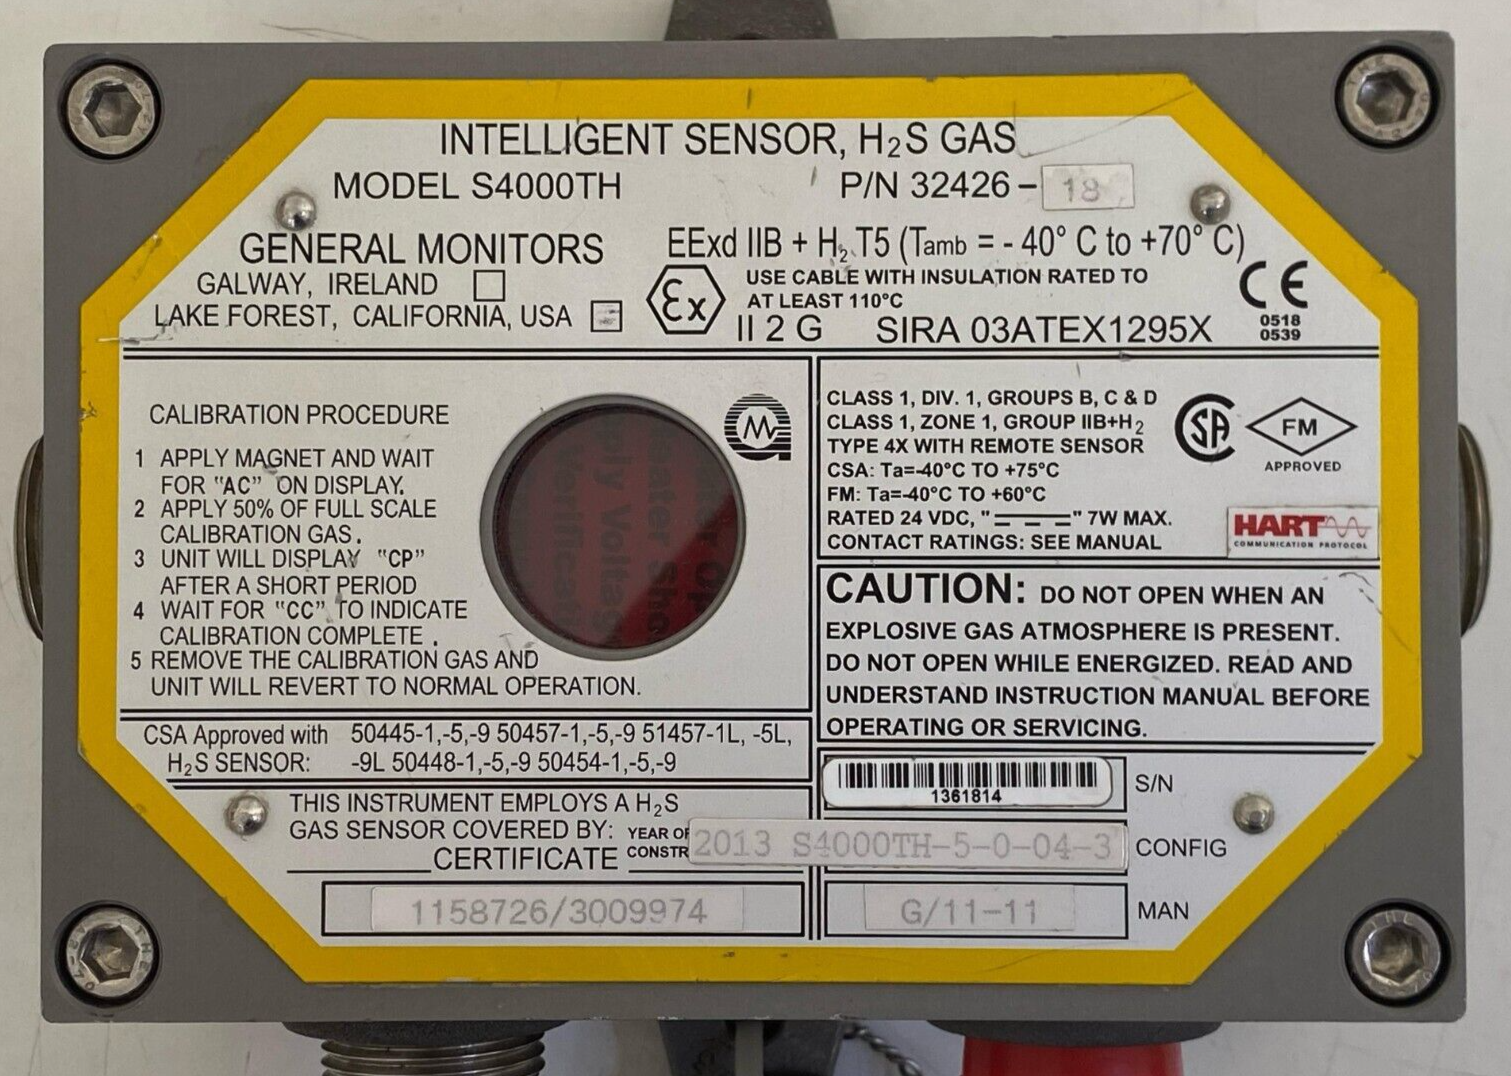 INTELLIGENT SENSOR, H₂S GAS
MODEL S4000TH P/N 32426-18
GENERAL MONITORS
GALWAY, IRELAND
LAKE FOREST, CALIFORNIA, USA
EExd IIB + H₂ T5 (Tamb = - 40° C to +70° C)
Ex
USE CABLE WITH INSULATION RATED TO
AT LEAST 110°C
II 2 G SIRA 03ATEX1295X
CE
0518
0539
CALIBRATION PROCEDURE
1 APPLY MAGNET AND WAIT
FOR "AC" ON DISPLAY.
2 APPLY 50% OF FULL SCALE
CALIBRATION GAS.
3 UNIT WILL DISPLAY "CP"
AFTER A SHORT PERIOD
4 WAIT FOR "CC" TO INDICATE
CALIBRATION COMPLETE.
5 REMOVE THE CALIBRATION GAS AND
UNIT WILL REVERT TO NORMAL OPERATION.
CLASS 1, DIV. 1, GROUPS B, C & D
CLASS 1, ZONE 1, GROUP IIB+H₂
TYPE 4X WITH REMOTE SENSOR
CSA: Ta=-40°C TO +75°C
FM: Ta=-40°C TO +60°C
RATED 24 VDC, " " 7W MAX.
CONTACT RATINGS: SEE MANUAL
SA
FM
APPROVED
HART
COMMUNICATION PROTOCOL
CAUTION: DO NOT OPEN WHEN AN
EXPLOSIVE GAS ATMOSPHERE IS PRESENT.
DO NOT OPEN WHILE ENERGIZED. READ AND
UNDERSTAND INSTRUCTION MANUAL BEFORE
OPERATING OR SERVICING.
CSA Approved with 50445-1,-5,-9 50457-1,-5,-9 51457-1L, -5L,
H₂S SENSOR: -9L 50448-1,-5,-9 50454-1,-5,-9
THIS INSTRUMENT EMPLOYS A H₂S
GAS SENSOR COVERED BY:
CERTIFICATE
YEAR OF
CONSTR
1361814 S/N
2013 S4000TH-5-0-04-3 CONFIG
1158726/3009974
G/11-11 MAN